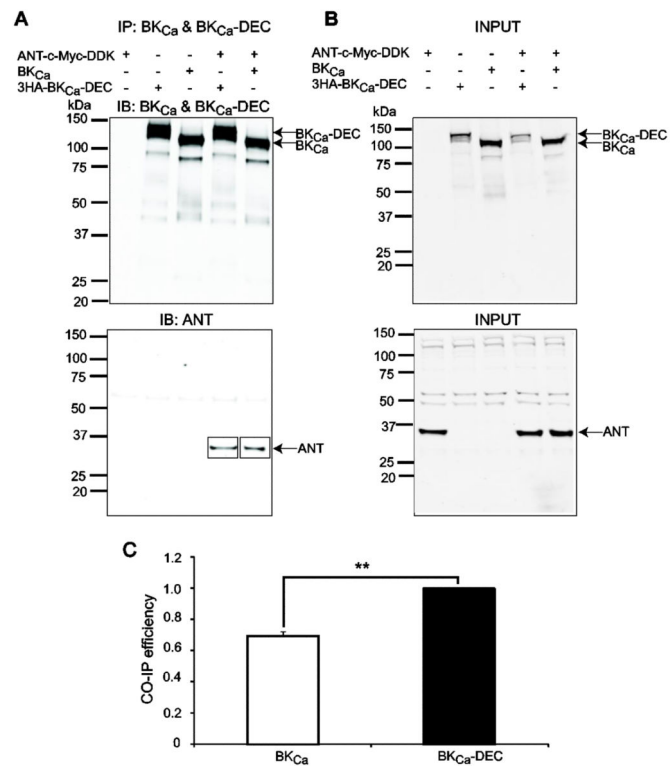 A
IP: BKCa & BKCa-DEC
ANT-c-Myc-DDK + - - + +
BKCa - - + - +
3HA-BKCa-DEC - + - + -
kDa
IB: BKCa & BKCa-DEC
150
100
75
50
37
25
20
BKCa-DEC
BKCa
IB: ANT
150
100
75
50
37
25
20
ANT
B
INPUT
ANT-c-Myc-DDK + - - + +
BKCa - - + - +
3HA-BKCa-DEC - + - + -
kDa
150
100
75
50
37
25
20
BKCa-DEC
BKCa
INPUT
150
100
75
50
37
25
20
ANT
C
CO-IP efficiency
1.2
1.0
0.8
0.6
0.4
0.2
0
**
BKCa
BKCa-DEC